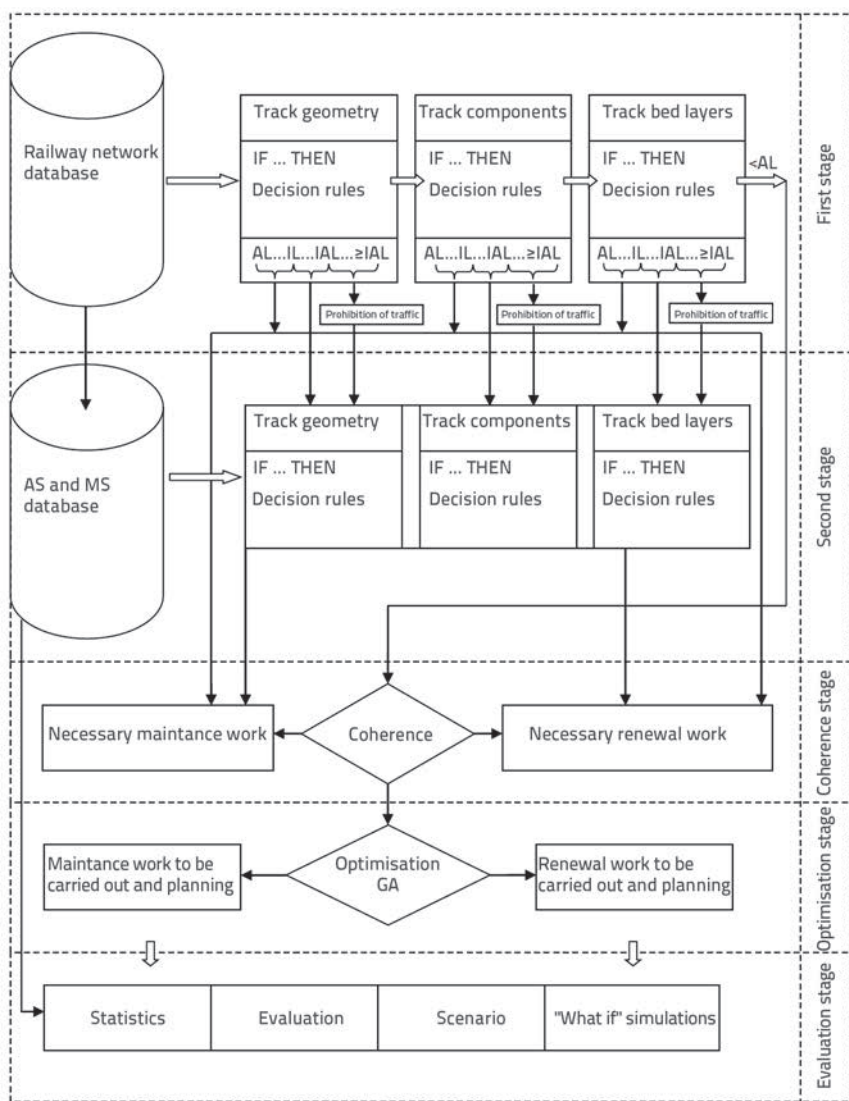 Railway network
database
Track geometry
IF ... THEN
Decision rules
AL...IL...IAL...≥IAL
Prohibition of traffic
Track components
IF ... THEN
Decision rules
AL...IL...IAL...≥IAL
Prohibition of traffic
Track bed layers
IF ... THEN
Decision rules
AL...IL...IAL...≥IAL
Prohibition of traffic
<AL
First stage
AS and MS
database
Track geometry
IF ... THEN
Decision rules
Track components
IF ... THEN
Decision rules
Track bed layers
IF ... THEN
Decision rules
Second stage
Necessary maintance work
Coherence
Necessary renewal work
Coherence stage
Maintance work to be
carried out and planning
Optimisation
GA
Renewal work to be
carried out and planning
Optimisation stage
Statistics
Evaluation
Scenario
"What if" simulations
Evaluation stage